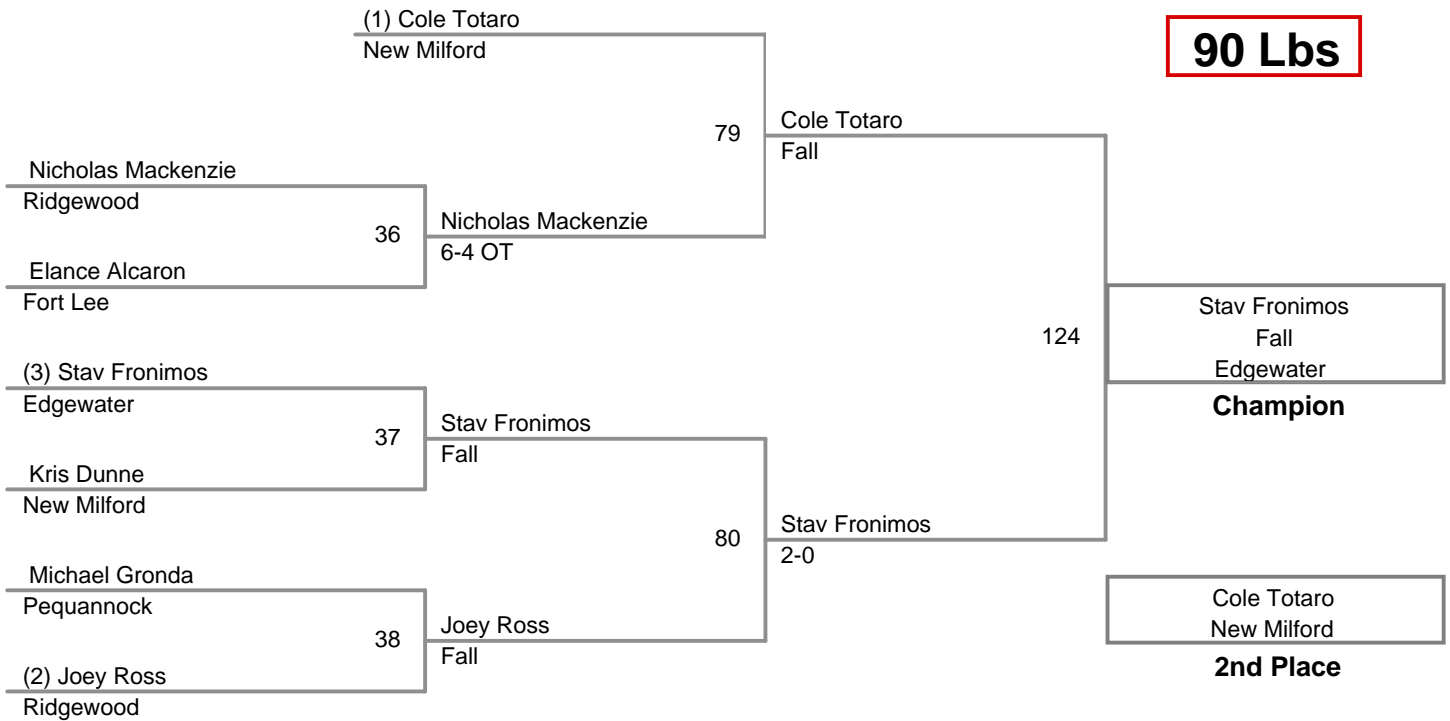 (1) Cole Totaro
New Milford
90 Lbs
79
Cole Totaro
Fall
Nicholas Mackenzie
Ridgewood
36
Nicholas Mackenzie
6-4 OT
Elance Alcaron
Fort Lee
124
Stav Fronimos
Fall
Edgewater
Champion
(3) Stav Fronimos
Edgewater
37
Stav Fronimos
Fall
Kris Dunne
New Milford
80
Stav Fronimos
2-0
Michael Gronda
Pequannock
38
Joey Ross
Fall
(2) Joey Ross
Ridgewood
Cole Totaro
New Milford
2nd Place